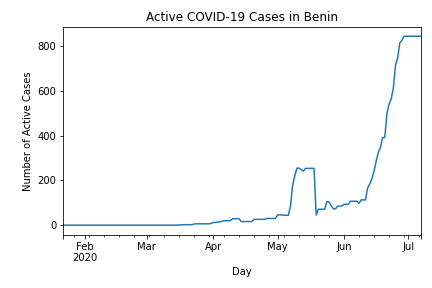 Active COVID-19 Cases in Benin
Number of Active Cases
800
600
400
200
0
Feb
2020
Mar
Apr
May
Jun
Jul
Day